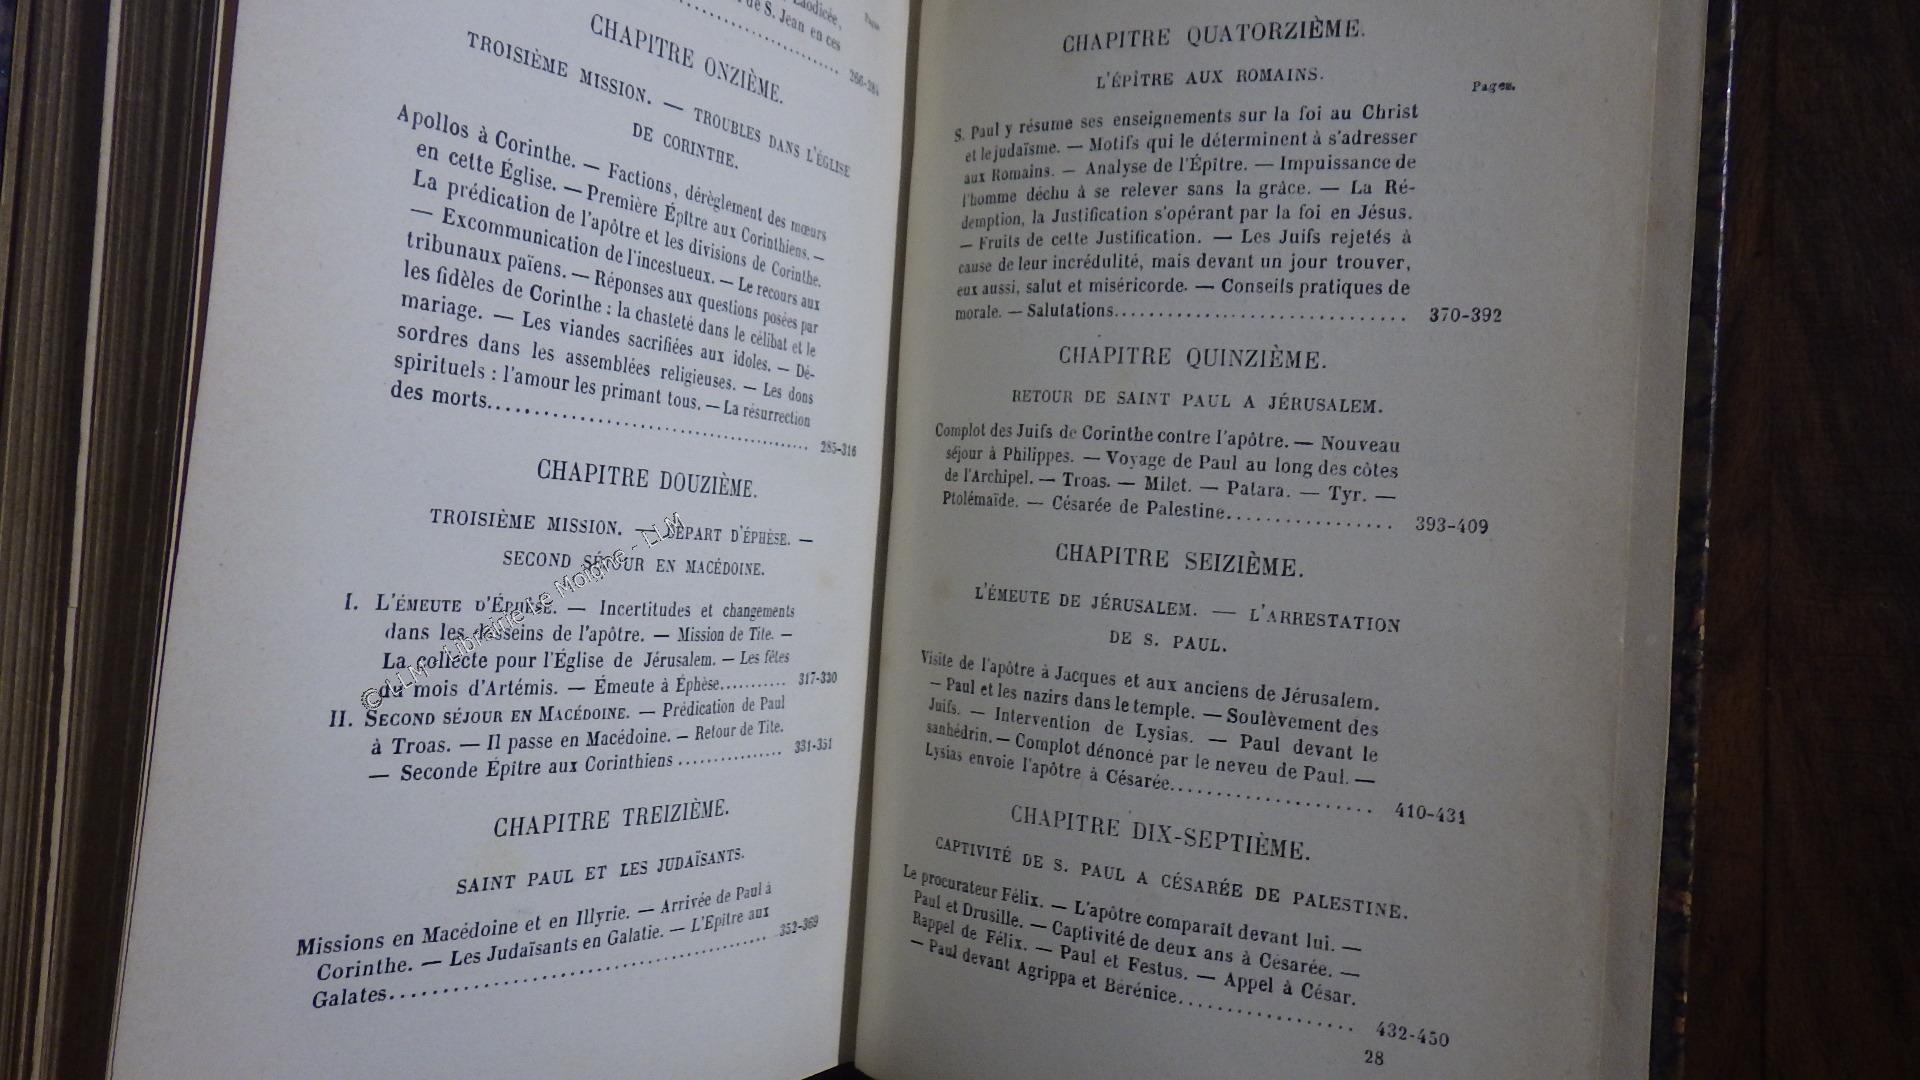 Laodicée,
de S. Jean en ces
266-284
Pages
CHAPITRE ONZIÈME.
TROISIÈME MISSION. — TROUBLES DANS L'ÉGLISE
DE CORINTHE.
Apollos à Corinthe. — Factions, dérèglement des mœurs
en cette Église. — Première Épître aux Corinthiens. —
La prédication de l'apôtre et les divisions de Corinthe.
— Excommunication de l'incestueux. — Le recours aux
tribunaux païens. — Réponses aux questions posées par
les fidèles de Corinthe : la chasteté dans le célibat et le
mariage. — Les viandes sacrifiées aux idoles. — Dé-
sordres dans les assemblées religieuses. — Les dons
spirituels : l'amour les primant tous. — La résurrection
des morts........................................ 285-316
CHAPITRE DOUZIÈME.
TROISIÈME MISSION. — DÉPART D'ÉPHÈSE. —
SECOND SÉJOUR EN MACÉDOINE.
I. L'ÉMEUTE D'ÉPHÈSE. — Incertitudes et changements
dans les desseins de l'apôtre. — Mission de Tite. —
La collecte pour l'Église de Jérusalem. — Les fêtes
du mois d'Artémis. — Émeute à Éphèse........... 317-330
II. SECOND SÉJOUR EN MACÉDOINE. — Prédication de Paul
à Troas. — Il passe en Macédoine. — Retour de Tite.
— Seconde Épître aux Corinthiens ............... 331-351
CHAPITRE TREIZIÈME.
SAINT PAUL ET LES JUDAÏSANTS.
Missions en Macédoine et en Illyrie. — Arrivée de Paul à
Corinthe. — Les Judaïsants en Galatie. — L'Epître aux
Galates........................................ 352-369
© LLM - Librairie Le Moigne - LLM
CHAPITRE QUATORZIÈME.
L'ÉPÎTRE AUX ROMAINS.
Pages.
S. Paul y résume ses enseignements sur la foi au Christ
et le judaïsme. — Motifs qui le déterminent à s'adresser
aux Romains. — Analyse de l'Épître. — Impuissance de
l'homme déchu à se relever sans la grâce. — La Ré-
demption, la Justification s'opérant par la foi en Jésus.
— Fruits de cette Justification. — Les Juifs rejetés à
cause de leur incrédulité, mais devant un jour trouver,
eux aussi, salut et miséricorde. — Conseils pratiques de
morale. — Salutations.............................. 370-392
CHAPITRE QUINZIÈME.
RETOUR DE SAINT PAUL A JÉRUSALEM.
Complot des Juifs de Corinthe contre l'apôtre. — Nouveau
séjour à Philippes. — Voyage de Paul au long des côtes
de l'Archipel. — Troas. — Milet. — Patara. — Tyr. —
Ptolémaïde. — Césarée de Palestine................. 393-409
CHAPITRE SEIZIÈME.
L'ÉMEUTE DE JÉRUSALEM. — L'ARRESTATION
DE S. PAUL.
Visite de l'apôtre à Jacques et aux anciens de Jérusalem.
— Paul et les nazirs dans le temple. — Soulèvement des
Juifs. — Intervention de Lysias. — Paul devant le
sanhédrin. — Complot dénoncé par le neveu de Paul. —
Lysias envoie l'apôtre à Césarée.................... 410-431
CHAPITRE DIX-SEPTIÈME.
CAPTIVITÉ DE S. PAUL A CÉSARÉE DE PALESTINE.
Le procurateur Félix. — L'apôtre comparaît devant lui. —
Paul et Drusille. — Captivité de deux ans à Césarée. —
Rappel de Félix. — Paul et Festus. — Appel à César.
— Paul devant Agrippa et Bérénice.................. 432-450
28